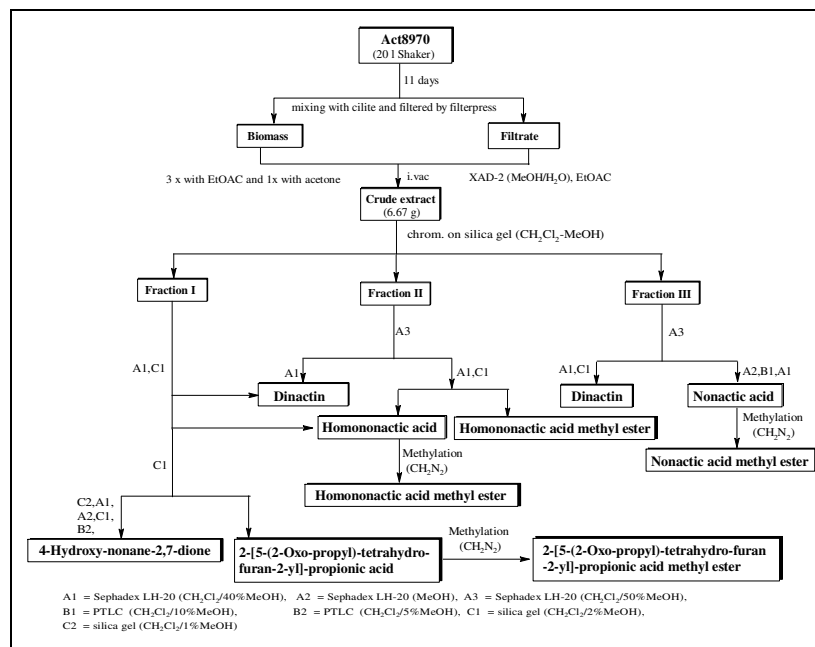 Act8970
(20 l Shaker)
11 days
mixing with cilite and filtered by filterpress
Biomass
Filtrate
3 x with EtOAC and 1x with acetone
i.vac
XAD-2 (MeOH/H₂O), EtOAC
Crude extract
(6.67 g)
chrom. on silica gel (CH₂Cl₂-MeOH)
Fraction I
Fraction II
Fraction III
A3
A3
A1,C1
A1
A1,C1
A1,C1
A2,B1,A1
Dinactin
Dinactin
Nonactic acid
Homononactic acid
Homononactic acid methyl ester
Methylation
(CH₂N₂)
Methylation
(CH₂N₂)
Nonactic acid methyl ester
C1
Homononactic acid methyl ester
C2,A1,
A2,C1,
B2,
4-Hydroxy-nonane-2,7-dione
2-[5-(2-Oxo-propyl)-tetrahydro-
furan-2-yl]-propionic acid
Methylation
(CH₂N₂)
2-[5-(2-Oxo-propyl)-tetrahydro-furan
-2-yl]-propionic acid methyl ester
A1 = Sephadex LH-20 (CH₂Cl₂/40%MeOH), A2 = Sephadex LH-20 (MeOH), A3 = Sephadex LH-20 (CH₂Cl₂/50%MeOH),
B1 = PTLC (CH₂Cl₂/10%MeOH), B2 = PTLC (CH₂Cl₂/5%MeOH), C1 = silica gel (CH₂Cl₂/2%MeOH),
C2 = silica gel (CH₂Cl₂/1%MeOH)